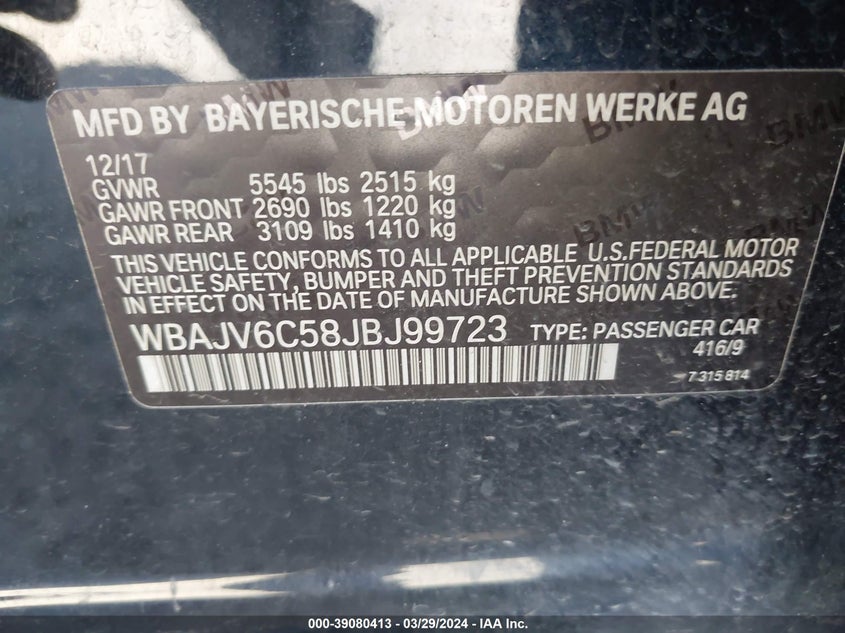 MFD BY BAYERISCHE MOTOREN WERKE AG
12/17
GVWR 5545 lbs 2515 kg
GAWR FRONT 2690 lbs 1220 kg
GAWR REAR 3109 lbs 1410 kg
THIS VEHICLE CONFORMS TO ALL APPLICABLE U.S.FEDERAL MOTOR
VEHICLE SAFETY, BUMPER AND THEFT PREVENTION STANDARDS
IN EFFECT ON THE DATE OF MANUFACTURE SHOWN ABOVE.
WBAJV6C58JBJ99723 TYPE: PASSENGER CAR
416/9
7 315 814
000-39080413 - 03/29/2024 - IAA Inc.